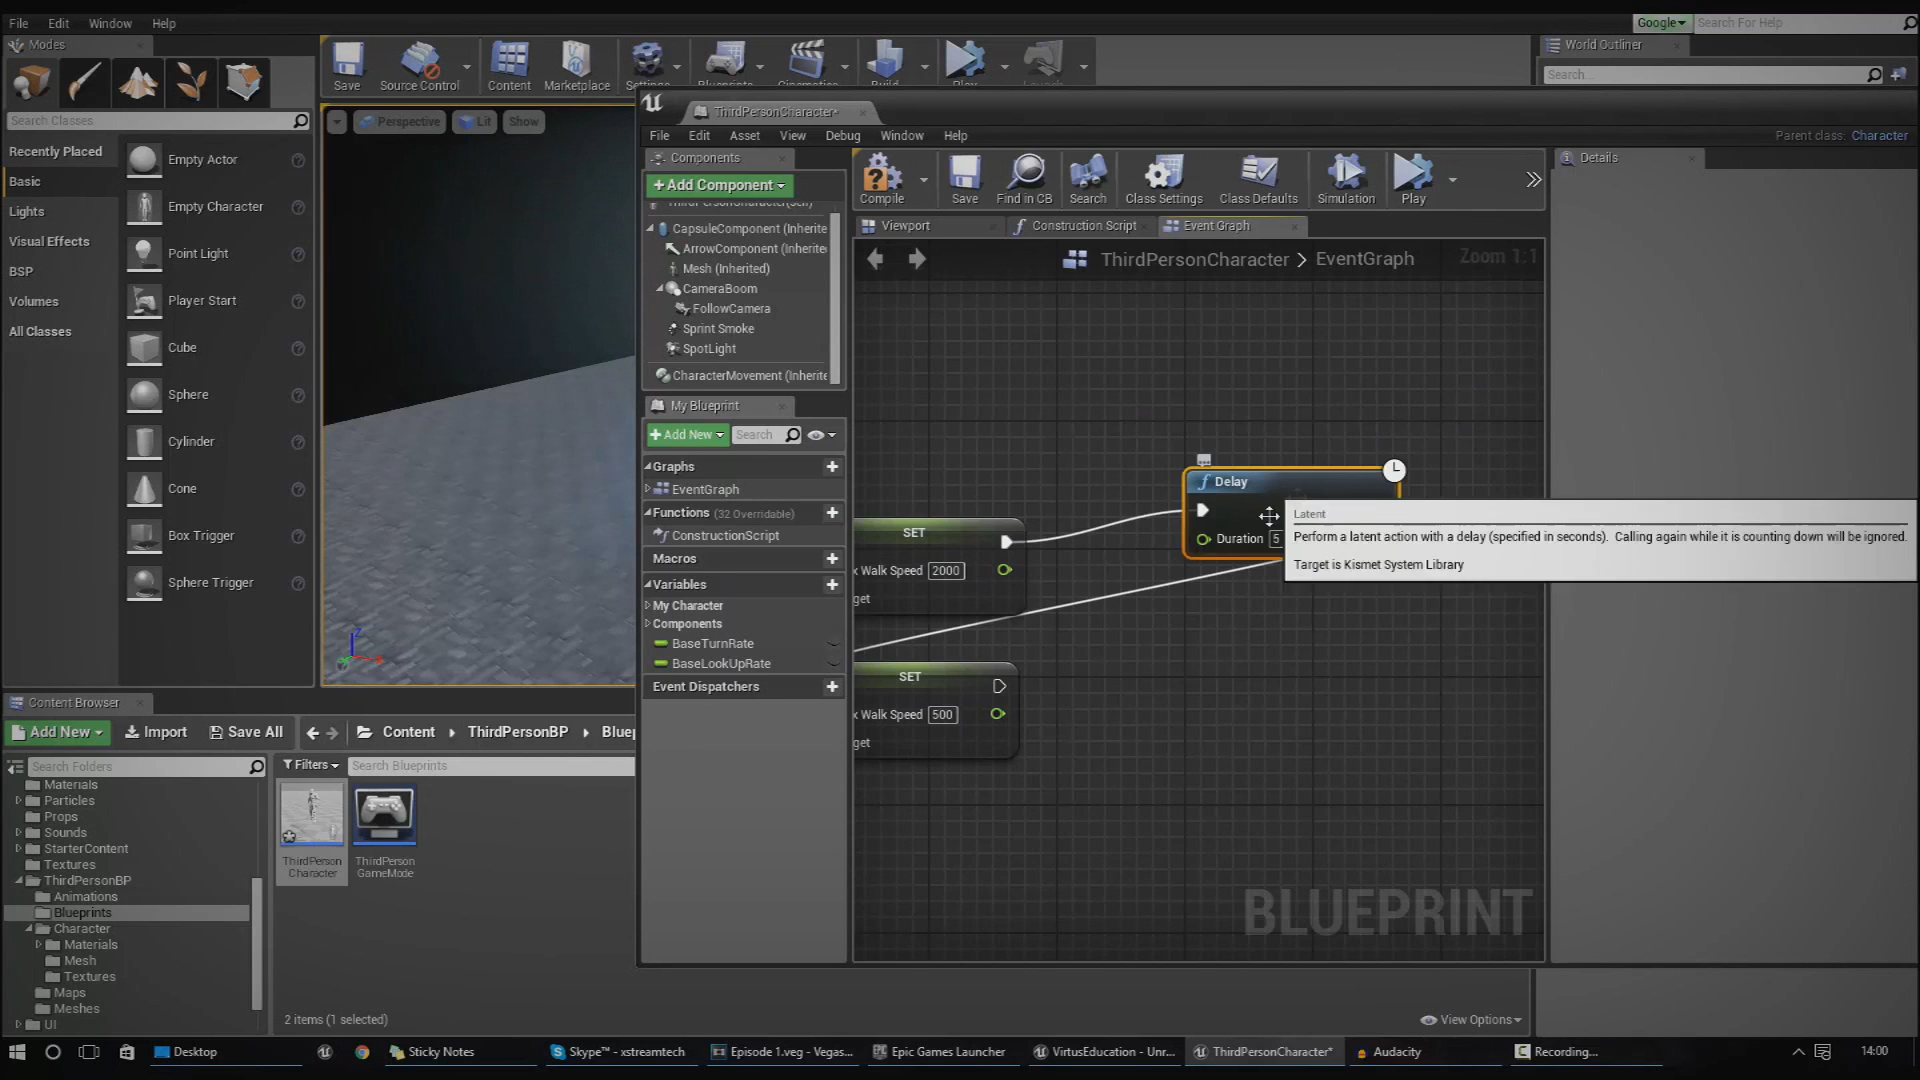 File Edit Window Help
Google Search For Help
Modes
World Outliner
Search...
Save Source Control Content Marketplace Settings Blueprints Cinematics Build Play Launch
Search Classes
Recently Placed
Basic
Lights
Visual Effects
BSP
Volumes
All Classes
Empty Actor
Empty Character
Point Light
Player Start
Cube
Sphere
Cylinder
Cone
Box Trigger
Sphere Trigger
Perspective Lit Show
ThirdPersonCharacter*
File Edit Asset View Debug Window Help
Parent class: Character
Components
+Add Component
ThirdPersonCharacter(Self)
CapsuleComponent (Inherite
ArrowComponent (Inherite
Mesh (Inherited)
CameraBoom
FollowCamera
Sprint Smoke
SpotLight
CharacterMovement (Inherite
My Blueprint
+Add New Search
Graphs
EventGraph
Functions (32 Overridable)
ConstructionScript
Macros
Variables
My Character
Components
BaseTurnRate
BaseLookUpRate
Event Dispatchers
Compile Save Find in CB Search Class Settings Class Defaults Simulation Play
Details
Viewport Construction Script Event Graph
ThirdPersonCharacter > EventGraph
Zoom 1:1
SET
x Walk Speed 2000
get
SET
x Walk Speed 500
get
Delay
Duration 5
Latent
Perform a latent action with a delay (specified in seconds). Calling again while it is counting down will be ignored.
Target is Kismet System Library
BLUEPRINT
Content Browser
Add New Import Save All Content ThirdPersonBP Bluep
Search Folders
Filters Search Blueprints
Materials
Particles
Props
Sounds
StarterContent
Textures
ThirdPersonBP
Animations
Blueprints
Character
Materials
Mesh
Textures
Maps
Meshes
UI
ThirdPerson
Character
ThirdPerson
GameMode
2 items (1 selected)
View Options
Desktop Sticky Notes Skype™ - xstreamtech Episode 1.veg - Vegas... Epic Games Launcher VirtusEducation - Unr... ThirdPersonCharacter* Audacity Recording... 14:00